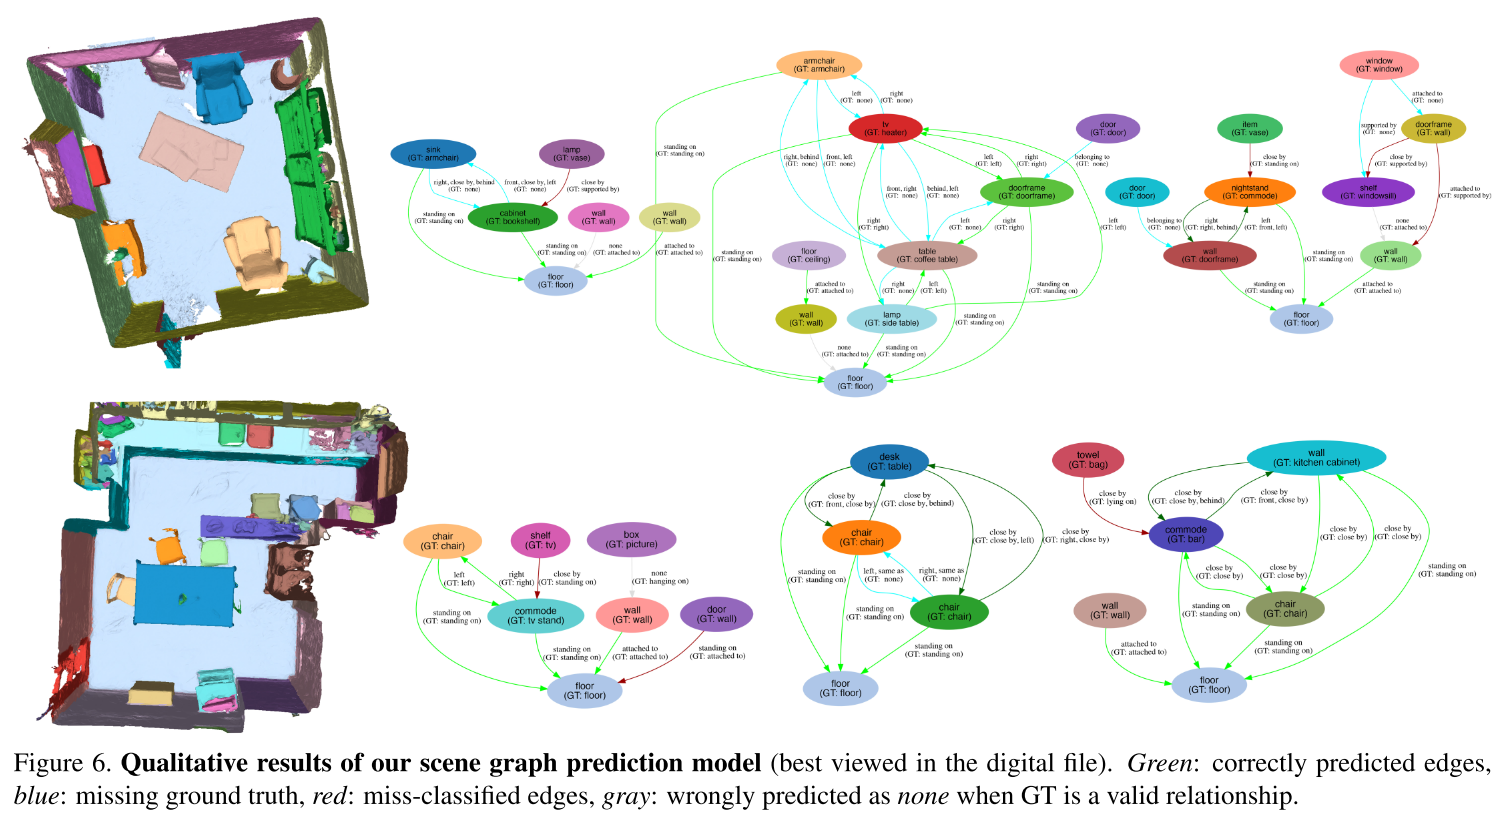 armchair
(GT: armchair)
left
(GT: none)
right
(GT: none)
tv
(GT: heater)
door
(GT: door)
standing on
(GT: standing on)
right, behind
(GT: none)
front, left
(GT: none)
left
(GT: left)
right
(GT: right)
belonging to
(GT: none)
front, right
(GT: none)
behind, left
(GT: none)
doorframe
(GT: doorframe)
right
(GT: right)
left
(GT: none)
right
(GT: right)
left
(GT: left)
floor
(GT: ceiling)
table
(GT: coffee table)
standing on
(GT: standing on)
attached to
(GT: attached to)
right
(GT: none)
left
(GT: left)
standing on
(GT: standing on)
wall
(GT: wall)
lamp
(GT: side table)
standing on
(GT: standing on)
none
(GT: attached to)
standing on
(GT: standing on)
floor
(GT: floor)
sink
(GT: armchair)
lamp
(GT: vase)
right, close by, behind
(GT: none)
front, close by, left
(GT: none)
close by
(GT: supported by)
standing on
(GT: standing on)
cabinet
(GT: bookshelf)
wall
(GT: wall)
wall
(GT: wall)
standing on
(GT: standing on)
none
(GT: attached to)
attached to
(GT: attached to)
floor
(GT: floor)
item
(GT: vase)
close by
(GT: standing on)
door
(GT: door)
nightstand
(GT: commode)
belonging to
(GT: none)
right
(GT: right, behind)
left
(GT: front, left)
wall
(GT: doorframe)
standing on
(GT: standing on)
standing on
(GT: standing on)
floor
(GT: floor)
window
(GT: window)
attached to
(GT: none)
supported by
(GT: none)
doorframe
(GT: wall)
close by
(GT: supported by)
shelf
(GT: windowsill)
attached to
(GT: supported by)
none
(GT: attached to)
wall
(GT: wall)
attached to
(GT: attached to)
chair
(GT: chair)
shelf
(GT: tv)
box
(GT: picture)
left
(GT: left)
right
(GT: right)
close by
(GT: standing on)
none
(GT: hanging on)
standing on
(GT: standing on)
commode
(GT: tv stand)
wall
(GT: wall)
door
(GT: wall)
standing on
(GT: standing on)
attached to
(GT: attached to)
standing on
(GT: attached to)
floor
(GT: floor)
desk
(GT: table)
close by
(GT: front, close by)
close by
(GT: close by, behind)
chair
(GT: chair)
close by
(GT: close by, left)
close by
(GT: right, close by)
standing on
(GT: standing on)
left, same as
(GT: none)
right, same as
(GT: none)
standing on
(GT: standing on)
chair
(GT: chair)
standing on
(GT: standing on)
floor
(GT: floor)
towel
(GT: bag)
wall
(GT: kitchen cabinet)
close by
(GT: lying on)
close by
(GT: close by, behind)
close by
(GT: front, close by)
commode
(GT: bar)
close by
(GT: close by)
close by
(GT: close by)
close by
(GT: close by)
close by
(GT: close by)
standing on
(GT: standing on)
wall
(GT: wall)
standing on
(GT: standing on)
chair
(GT: chair)
attached to
(GT: attached to)
standing on
(GT: standing on)
floor
(GT: floor)
Figure 6. Qualitative results of our scene graph prediction model (best viewed in the digital file). Green: correctly predicted edges,
blue: missing ground truth, red: miss-classified edges, gray: wrongly predicted as none when GT is a valid relationship.